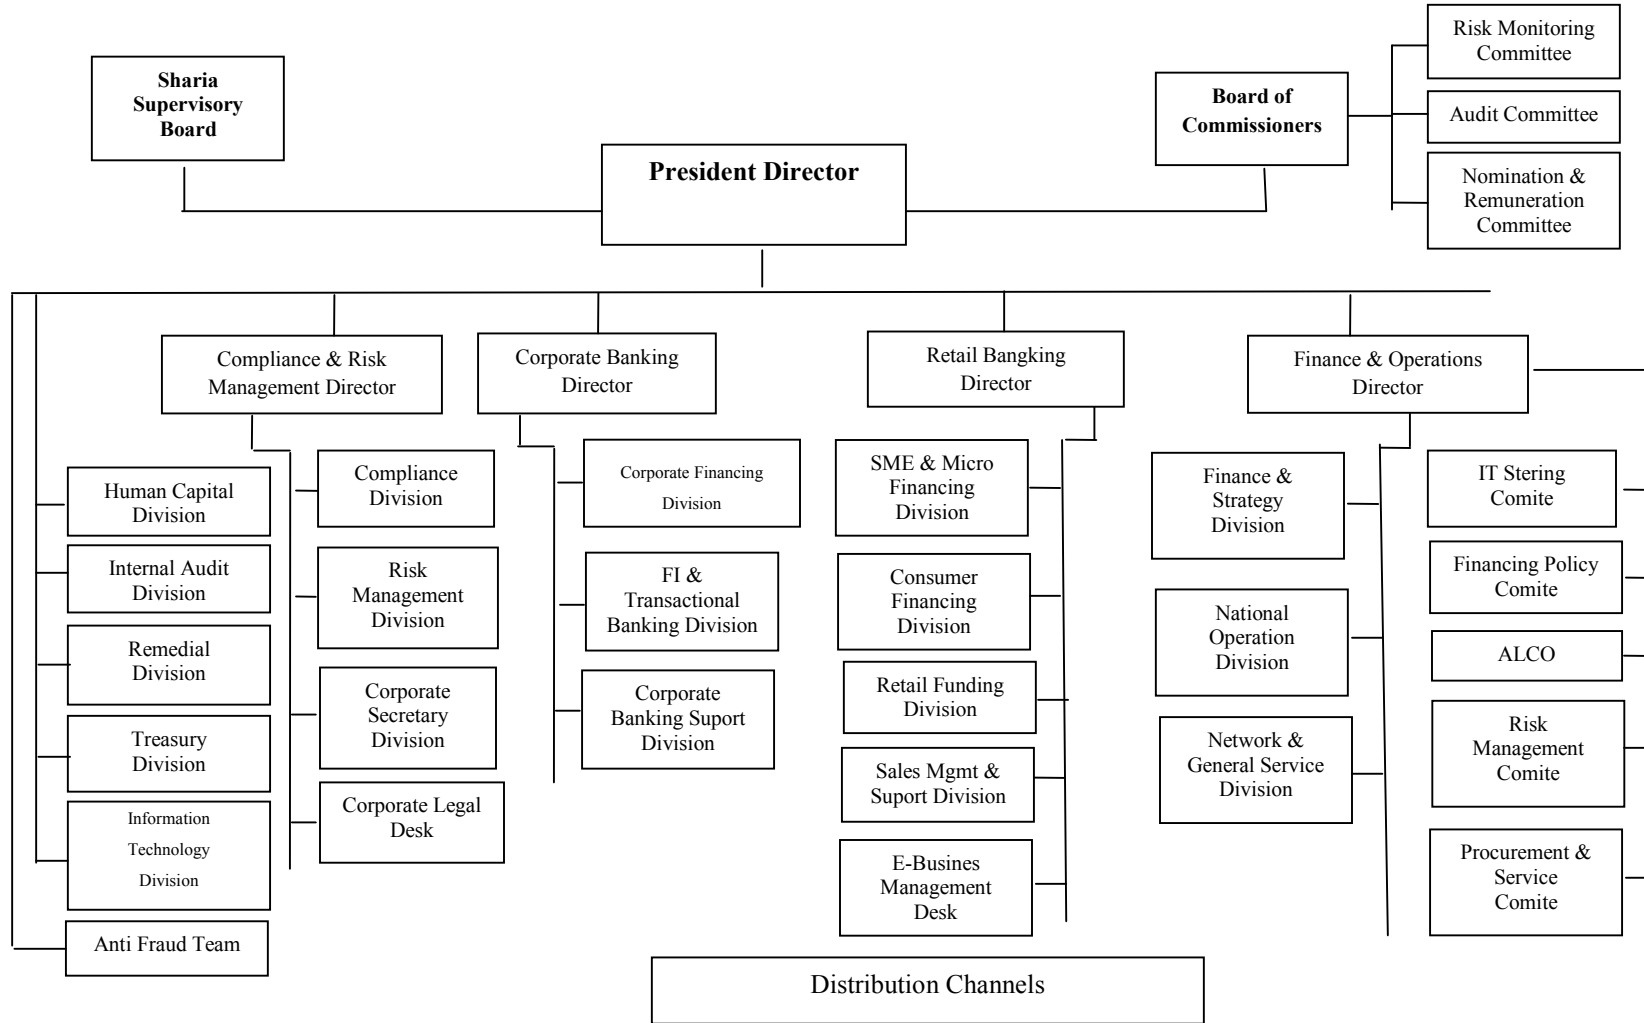 Risk Monitoring
Committee
Sharia
Supervisory
Board
Board of
Commissioners
Audit Committee
President Director
Nomination &
Remuneration
Committee
Compliance & Risk
Management Director
Corporate Banking
Director
Retail Bangking
Director
Finance & Operations
Director
Human Capital
Division
Internal Audit
Division
Remedial
Division
Treasury
Division
Information
Technology
Division
Anti Fraud Team
Compliance
Division
Risk
Management
Division
Corporate
Secretary
Division
Corporate Legal
Desk
Corporate Financing
Division
FI &
Transactional
Banking Division
Corporate
Banking Suport
Division
SME & Micro
Financing
Division
Consumer
Financing
Division
Retail Funding
Division
Sales Mgmt &
Suport Division
E-Busines
Management
Desk
Finance &
Strategy
Division
National
Operation
Division
Network &
General Service
Division
IT Stering
Comite
Financing Policy
Comite
ALCO
Risk
Management
Comite
Procurement &
Service
Comite
Distribution Channels